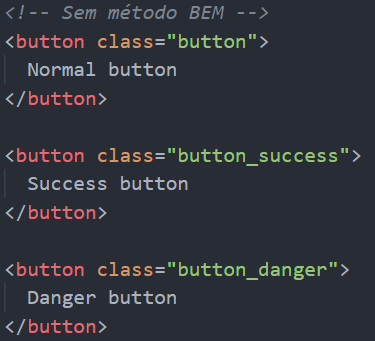 <!-- Sem método BEM -->
<button class="button">
Normal button
</button>
<button class="button_success">
Success button
</button>
<button class="button_danger">
Danger button
</button>